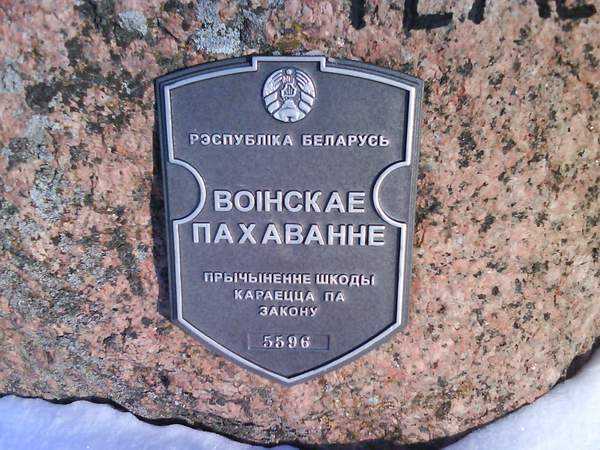 РЭСПУБЛІКА БЕЛАРУСЬ
ВОІНСКАЕ
ПАХАВАННЕ
ПРЫЧЫНЕННЕ ШКОДЫ
КАРАЕЦЦА ПА
ЗАКОНУ
5596